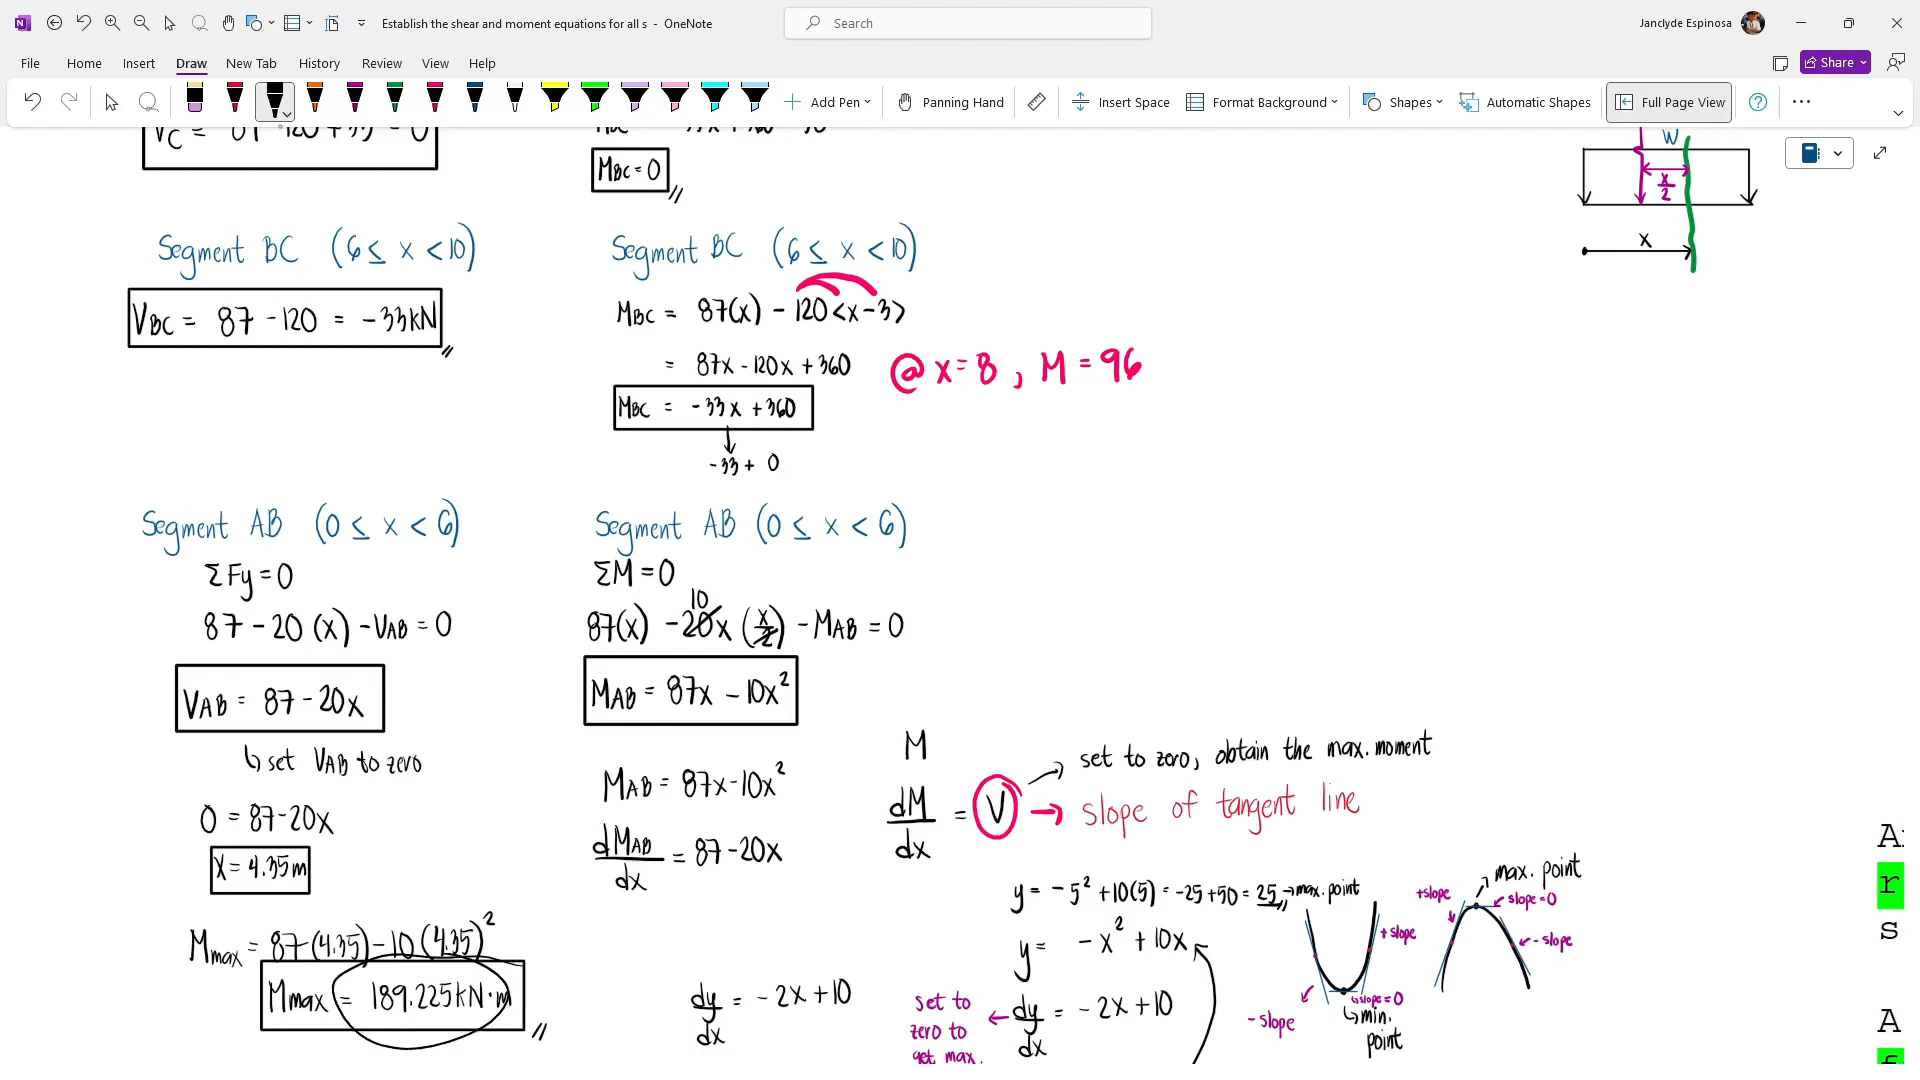 Establish the shear and moment equations for all s - OneNote
Search
Janclyde Espinosa
File Home Insert Draw New Tab History Review View Help
Share
Add Pen
Panning Hand
Insert Space
Format Background
Shapes
Automatic Shapes
Full Page View
Vc = 87 - 120 + 33 = 0
MBC = 0
W
x/2
x
Segment BC (6 ≤ x < 10)
VBC = 87 - 120 = -33kN
Segment BC (6 ≤ x < 10)
MBC = 87(x) - 120 <x-3>
= 87x - 120x + 360
MBC = -33x + 360
-33 + 0
@ x = 8 , M = 96
Segment AB (0 ≤ x < 6)
ΣFy = 0
87 - 20 (x) - VAB = 0
VAB = 87 - 20x
set VAB to zero
0 = 87 - 20x
x = 4.35m
Mmax = 87(4.35) - 10(4.35)²
Mmax = 189.225kN·m
Segment AB (0 ≤ x < 6)
ΣM = 0
10
87(x) - 20x (x/2) - MAB = 0
MAB = 87x - 10x²
MAB = 87x - 10x²
dMAB/dx = 87 - 20x
dy/dx = -2x + 10
M
dM/dx = V
set to zero, obtain the max. moment
slope of tangent line
y = -5² + 10(5) = -25 + 50 = 25 → max. point
y = -x² + 10x
dy/dx = -2x + 10
set to
zero to
get max.
+ slope
- slope
slope = 0
min.
point
max. point
+slope
slope = 0
- slope
A
r
s
A